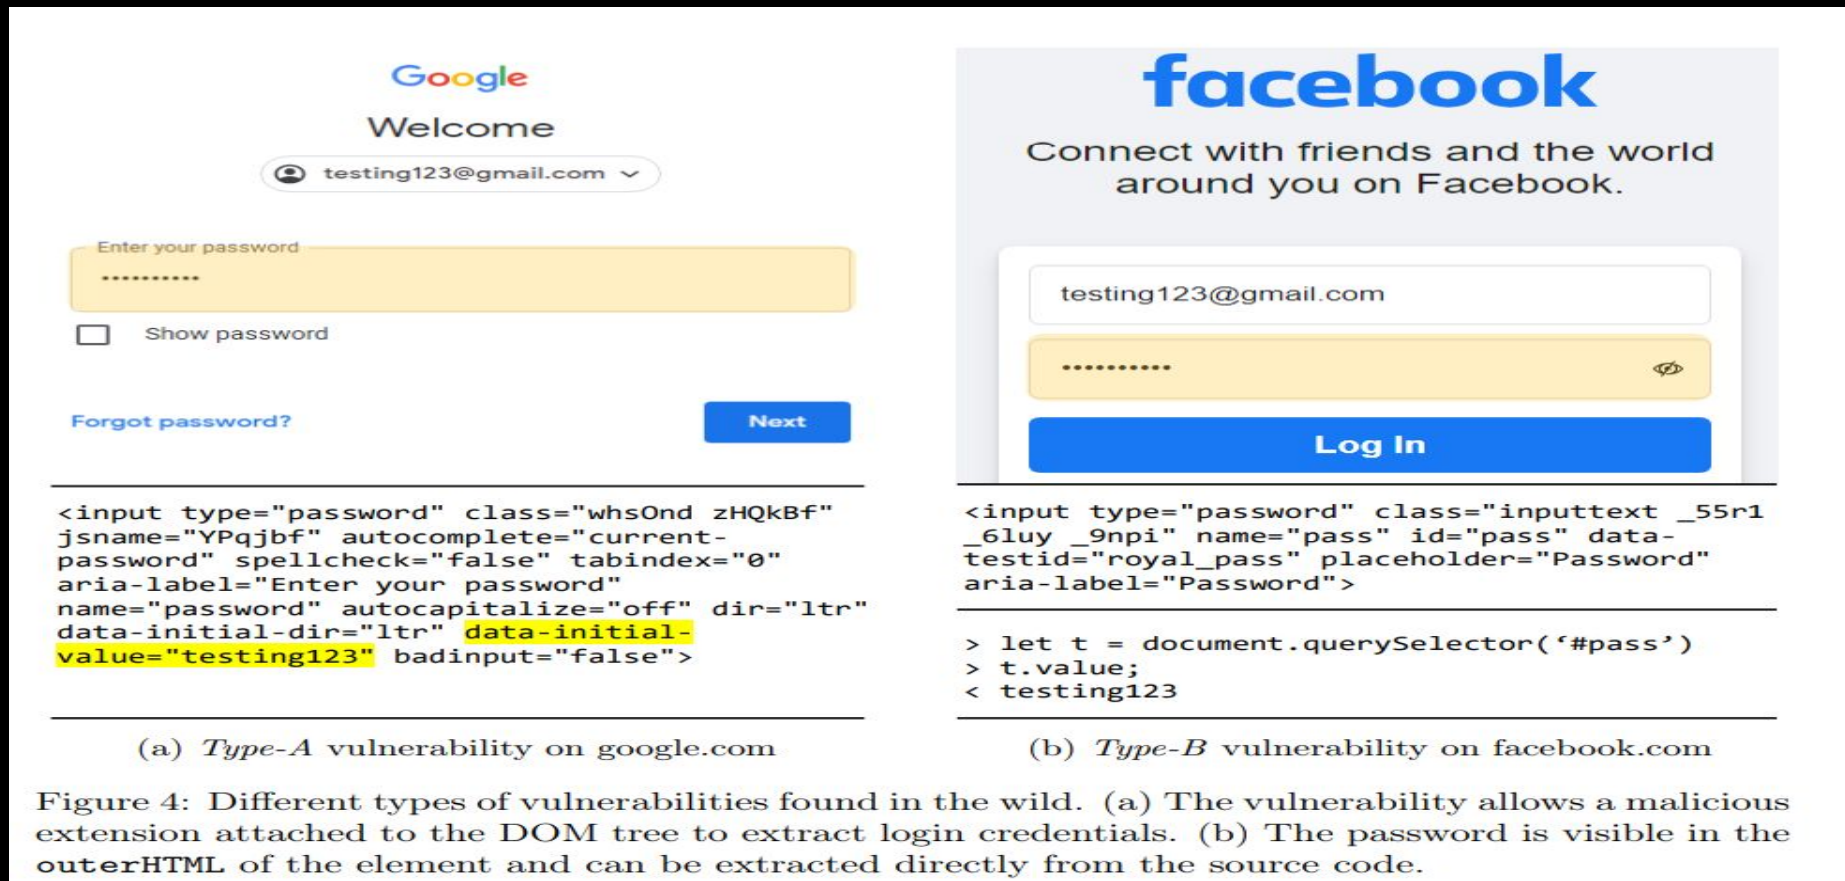 Google
Welcome
testing123@gmail.com
Enter your password
••••••••••
Show password
Forgot password?
Next
<input type="password" class="whsOnd zHQkBf"
jsname="YPqjbf" autocomplete="current-
password" spellcheck="false" tabindex="0"
aria-label="Enter your password"
name="password" autocapitalize="off" dir="ltr"
data-initial-dir="ltr" data-initial-
value="testing123" badinput="false">
(a) Type-A vulnerability on google.com
facebook
Connect with friends and the world
around you on Facebook.
testing123@gmail.com
••••••••••
Log In
<input type="password" class="inputtext _55r1
_6luy _9npi" name="pass" id="pass" data-
testid="royal_pass" placeholder="Password"
aria-label="Password">
> let t = document.querySelector(‘#pass’)
> t.value;
< testing123
(b) Type-B vulnerability on facebook.com
Figure 4: Different types of vulnerabilities found in the wild. (a) The vulnerability allows a malicious
extension attached to the DOM tree to extract login credentials. (b) The password is visible in the
outerHTML of the element and can be extracted directly from the source code.